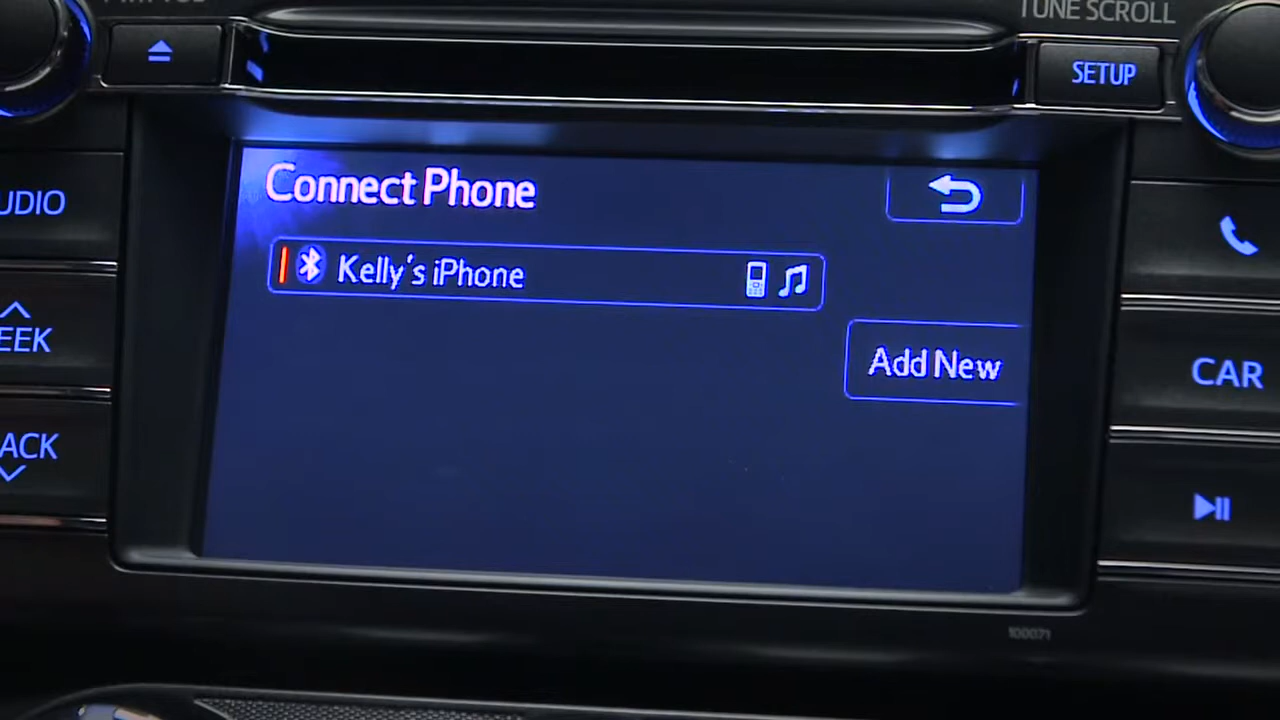 TUNE SCROLL
SETUP
Connect Phone
UDIO
Kelly's iPhone
EEK
Add New
CAR
ACK
100071